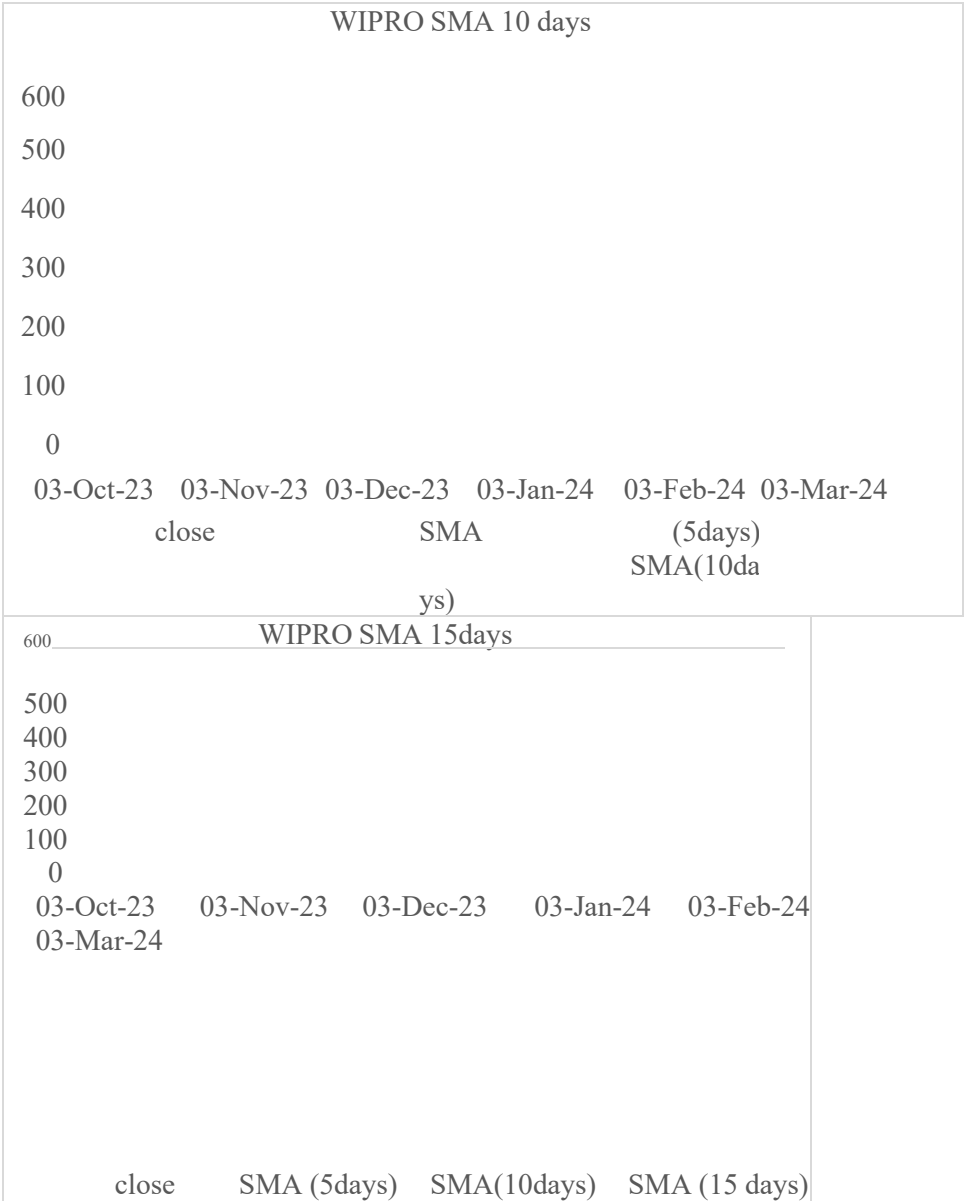 WIPRO SMA 10 days
600
500
400
300
200
100
0
03-Oct-23 03-Nov-23 03-Dec-23 03-Jan-24 03-Feb-24 03-Mar-24
close SMA (5days)
SMA(10da
ys)
WIPRO SMA 15days
600
500
400
300
200
100
0
03-Oct-23 03-Nov-23 03-Dec-23 03-Jan-24 03-Feb-24
03-Mar-24
close SMA (5days) SMA(10days) SMA (15 days)